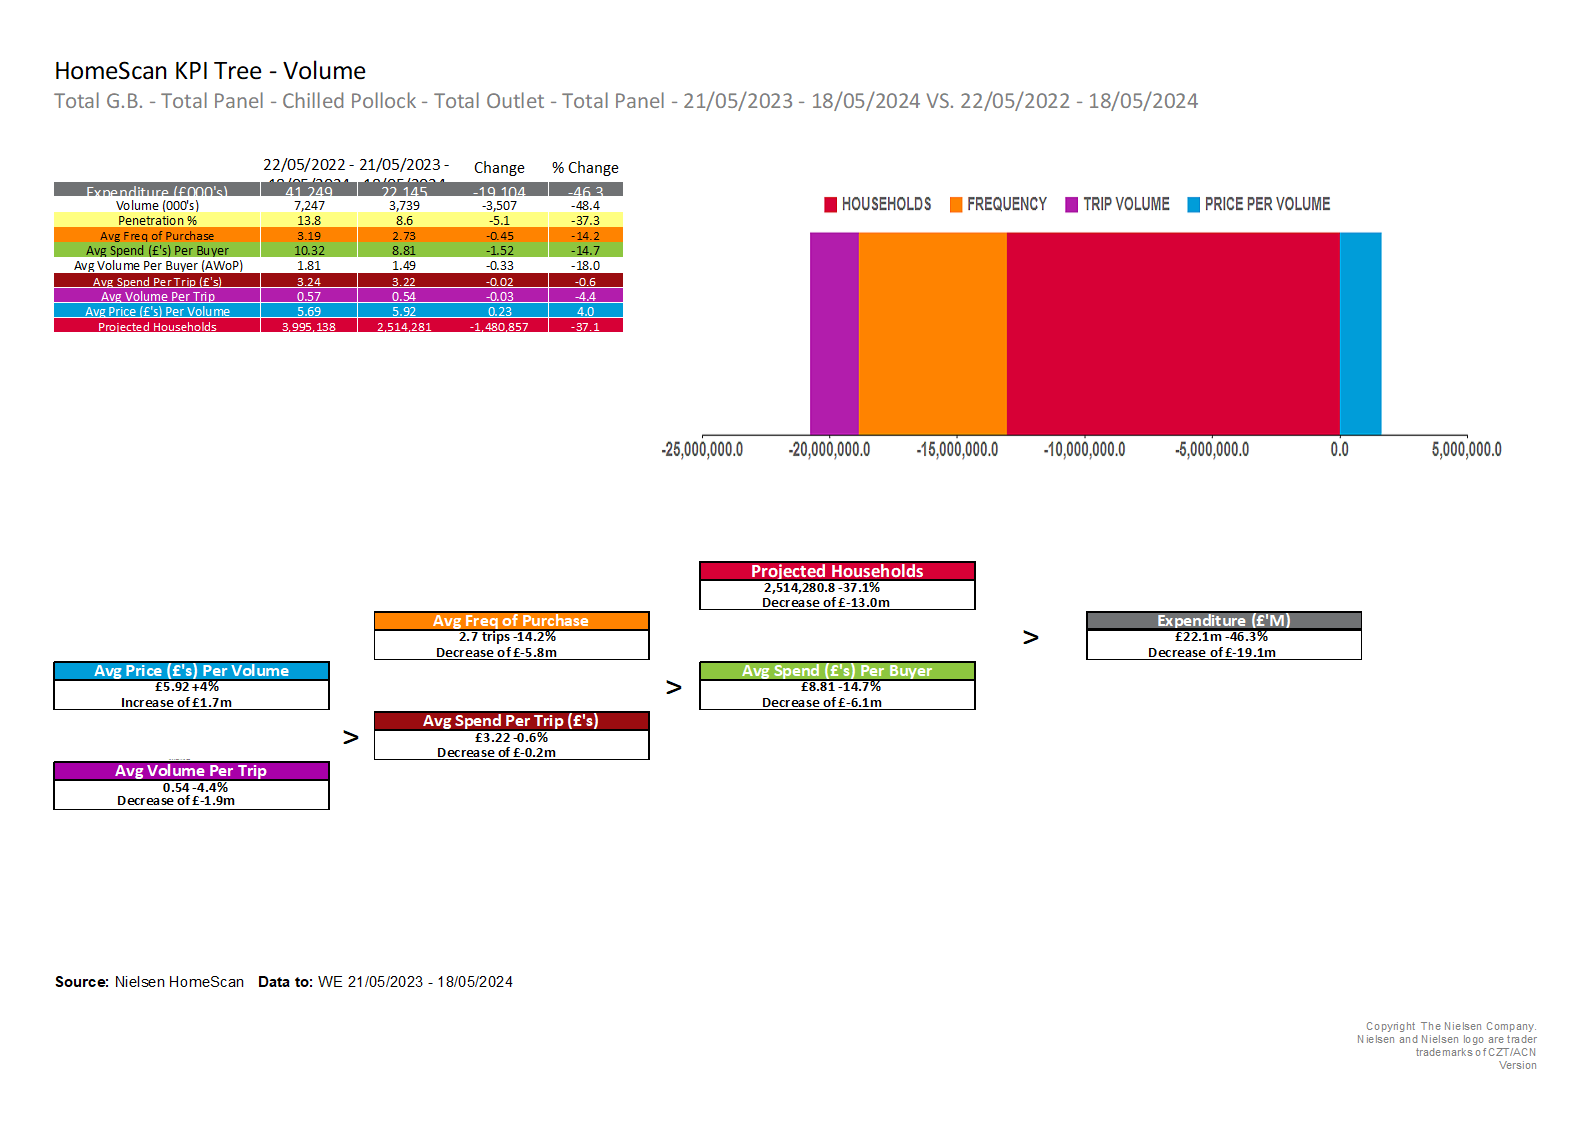 HomeScan KPI Tree - Volume
Total G.B. - Total Panel - Chilled Pollock - Total Outlet - Total Panel - 21/05/2023 - 18/05/2024 VS. 22/05/2022 - 18/05/2024
22/05/2022 - 21/05/2023 - Change % Change
18/05/2024 18/05/2024
Expenditure (£000's) 41,249 22,145 -19,104 -46.3
Volume (000's) 7,247 3,739 -3,507 -48.4
Penetration % 13.8 8.6 -5.1 -37.3
Avg Freq of Purchase 3.19 2.73 -0.45 -14.2
Avg Spend (£'s) Per Buyer 10.32 8.81 -1.52 -14.7
Avg Volume Per Buyer (AWoP) 1.81 1.49 -0.33 -18.0
Avg Spend Per Trip (£'s) 3.24 3.22 -0.02 -0.6
Avg Volume Per Trip 0.57 0.54 -0.03 -4.4
Avg Price (£'s) Per Volume 5.69 5.92 0.23 4.0
Projected Households 3,995,138 2,514,281 -1,480,857 -37.1
HOUSEHOLDS FREQUENCY TRIP VOLUME PRICE PER VOLUME
-25,000,000.0 -20,000,000.0 -15,000,000.0 -10,000,000.0 -5,000,000.0 0.0 5,000,000.0
Projected Households
2,514,280.8 -37.1%
Decrease of £-13.0m
Avg Freq of Purchase
2.7 trips -14.2%
Decrease of £-5.8m
>
Expenditure (£'M)
£22.1m -46.3%
Decrease of £-19.1m
Avg Price (£'s) Per Volume
£5.92 +4%
Increase of £1.7m
>
Avg Spend (£'s) Per Buyer
£8.81 -14.7%
Decrease of £-6.1m
>
Avg Spend Per Trip (£'s)
£3.22 -0.6%
Decrease of £-0.2m
Avg Volume Per Trip
0.54 -4.4%
Decrease of £-1.9m
Source: Nielsen HomeScan Data to: WE 21/05/2023 - 18/05/2024
Copyright The Nielsen Company.
Nielsen and Nielsen logo are trader
trademarks of CZT/ACN
Version